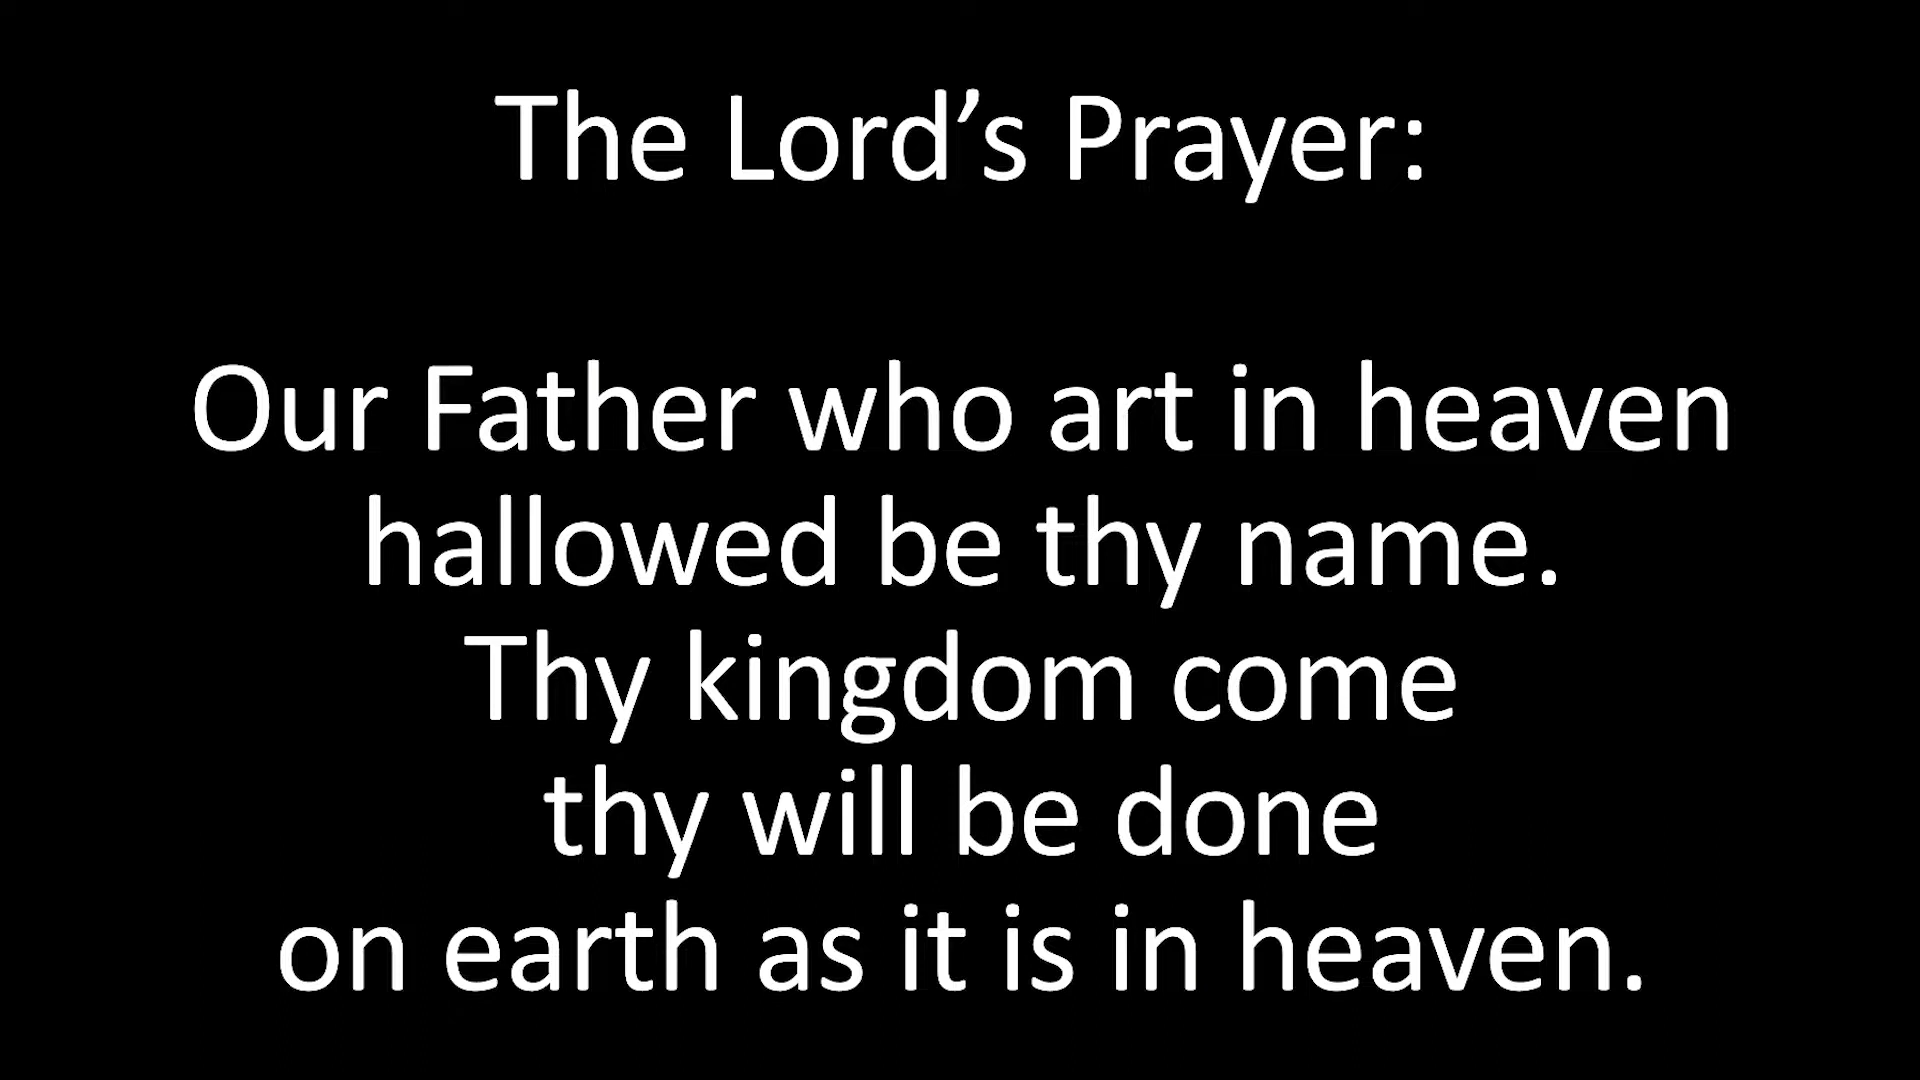 The Lord’s Prayer:
Our Father who art in heaven
hallowed be thy name.
Thy kingdom come
thy will be done
on earth as it is in heaven.